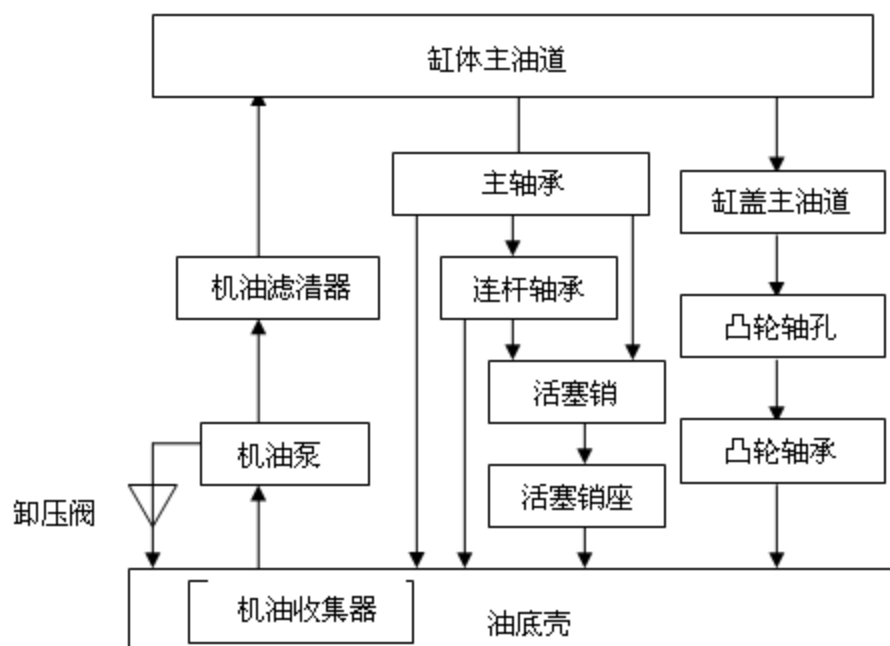 缸体主油道
主轴承
缸盖主油道
机油滤清器
连杆轴承
凸轮轴孔
活塞销
机油泵
凸轮轴承
活塞销座
卸压阀
机油收集器
油底壳